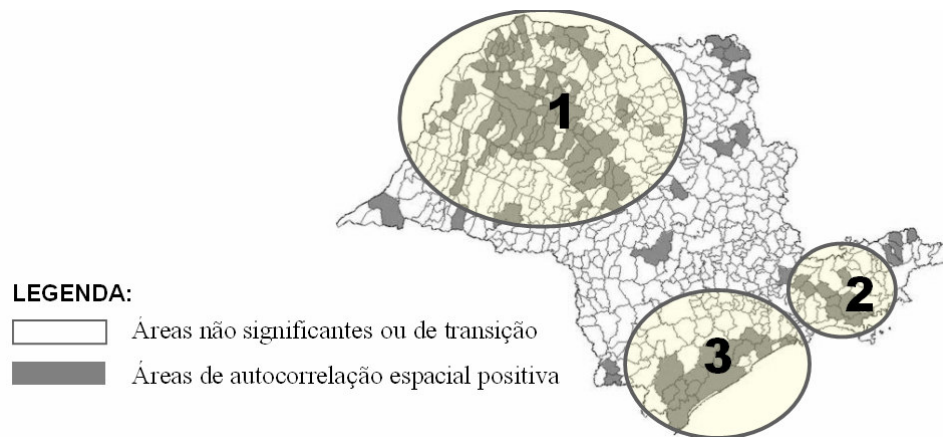 1
2
3
LEGENDA:
Áreas não significantes ou de transição
Áreas de autocorrelação espacial positiva